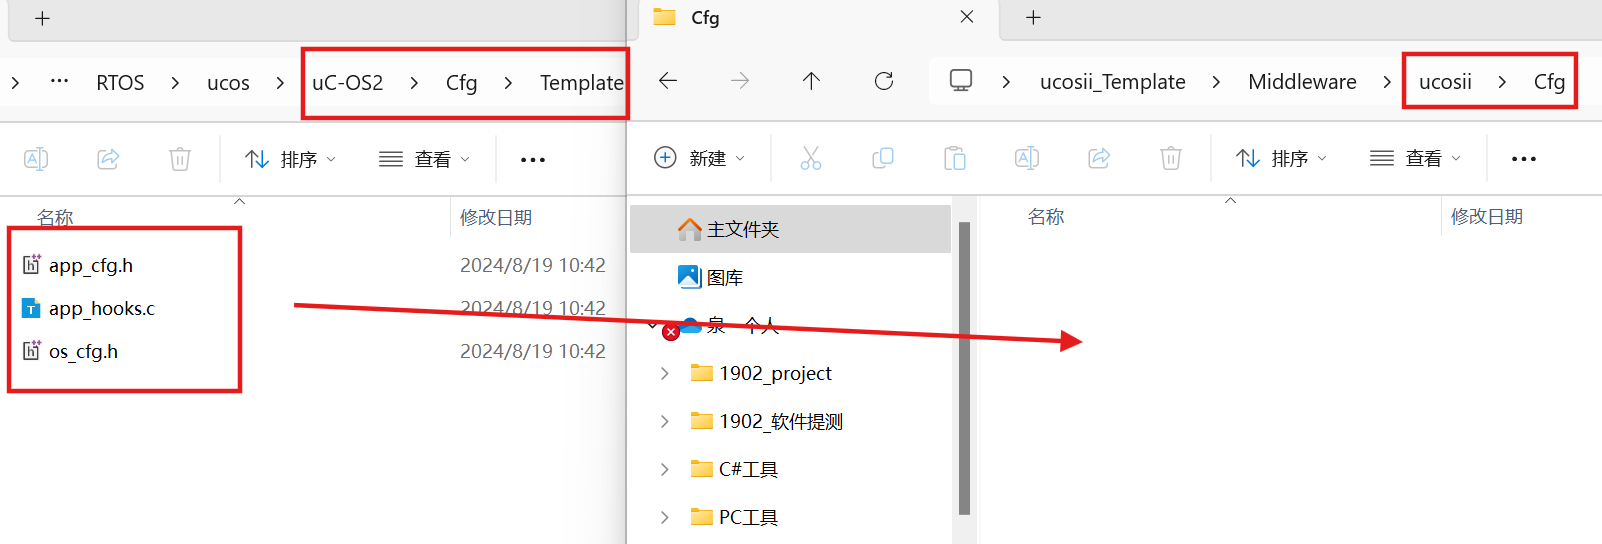 Cfg
RTOS ucos uC-OS2 Cfg Template
ucosii_Template Middleware ucosii Cfg
排序 查看
新建 排序 查看
名称 修改日期
app_cfg.h 2024/8/19 10:42
app_hooks.c 2024/8/19 10:42
os_cfg.h 2024/8/19 10:42
主文件夹
图库
泉 - 个人
1902_project
1902_软件提测
C#工具
PC工具
名称 修改日期